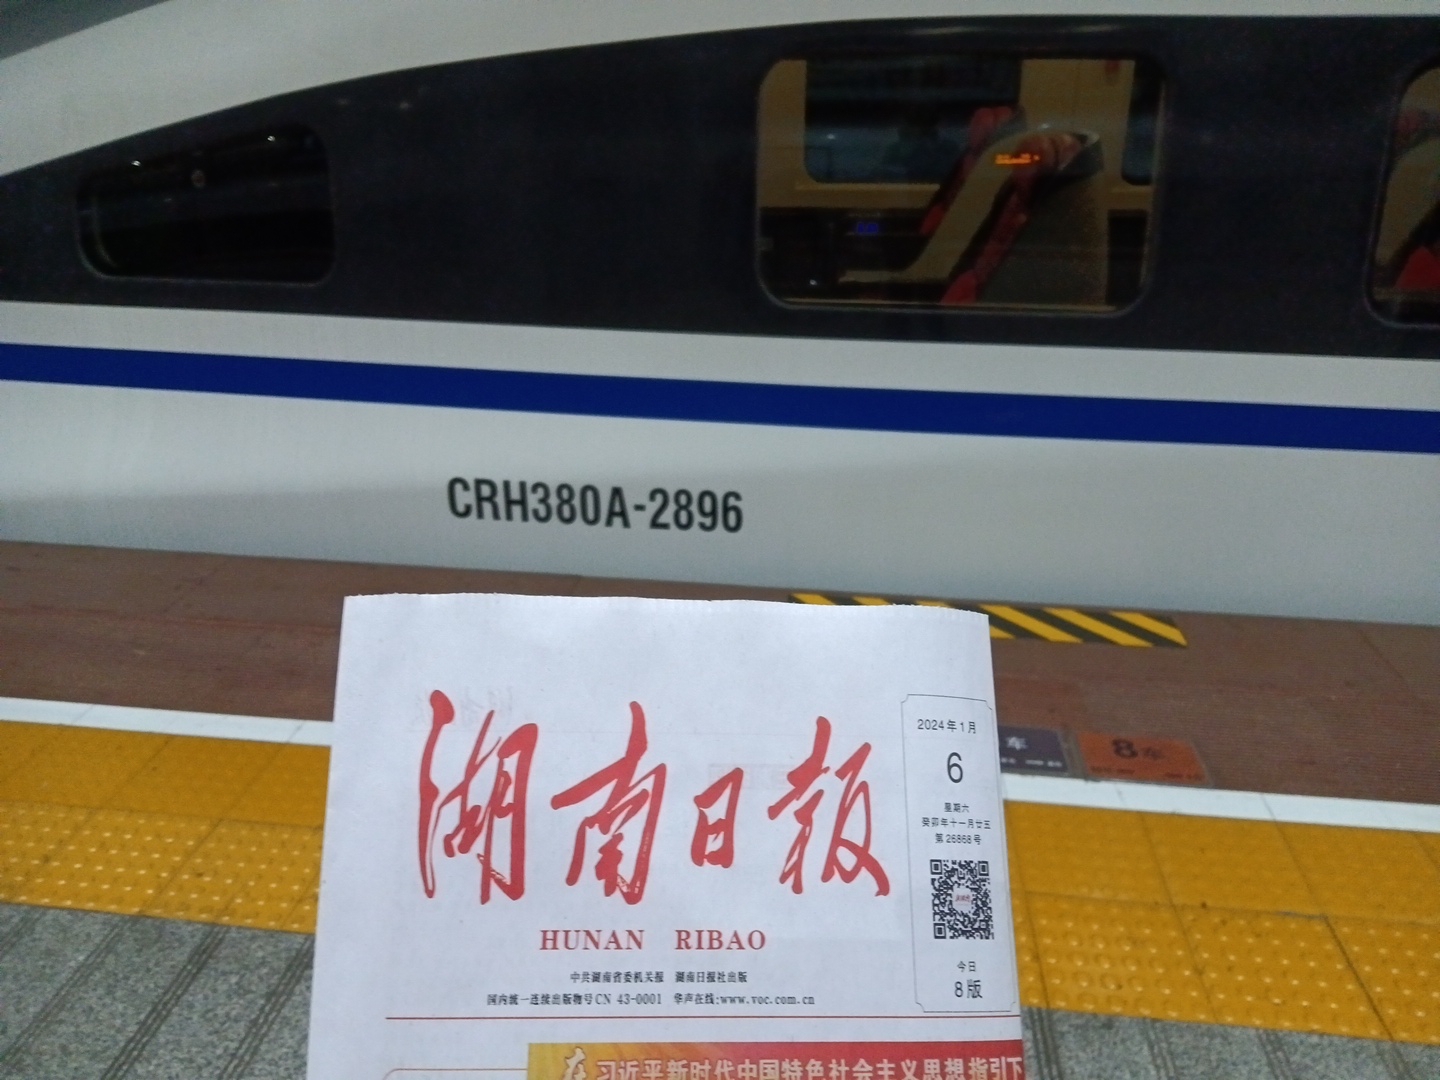 CRH380A-2896
湖南日报
HUNAN RIBAO
中共湖南省委机关报 湖南日报社出版
国内统一连续出版物号CN 43-0001 华声在线:www.voc.com.cn
2024年1月
6
星期六
癸卯年十一月廿五
第26868号
今日
8版
车
8车
在习近平新时代中国特色社会主义思想指引下